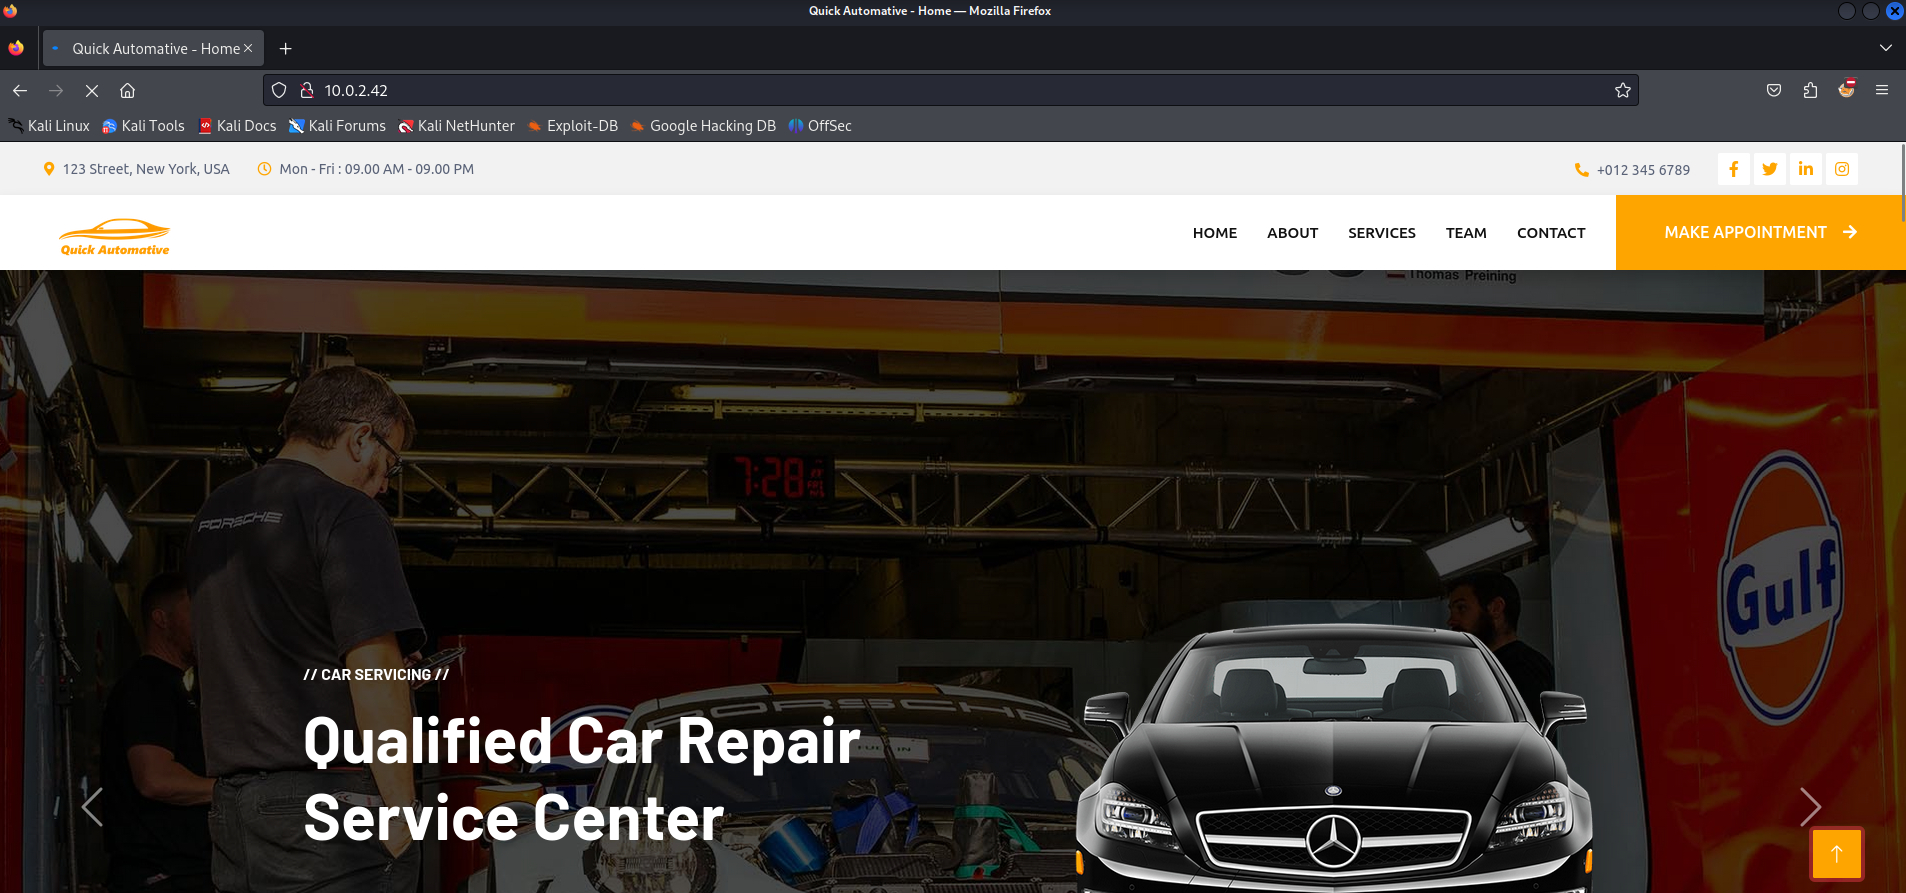 Quick Automative - Home — Mozilla Firefox
Quick Automative - Home
10.0.2.42
Kali Linux Kali Tools Kali Docs Kali Forums Kali NetHunter Exploit-DB Google Hacking DB OffSec
123 Street, New York, USA Mon - Fri : 09.00 AM - 09.00 PM +012 345 6789
Quick Automative
HOME ABOUT SERVICES TEAM CONTACT MAKE APPOINTMENT
Thomas Preining
7:28
PORSCHE
Gulf
// CAR SERVICING //
PORSCHE
Qualified Car Repair
Service Center